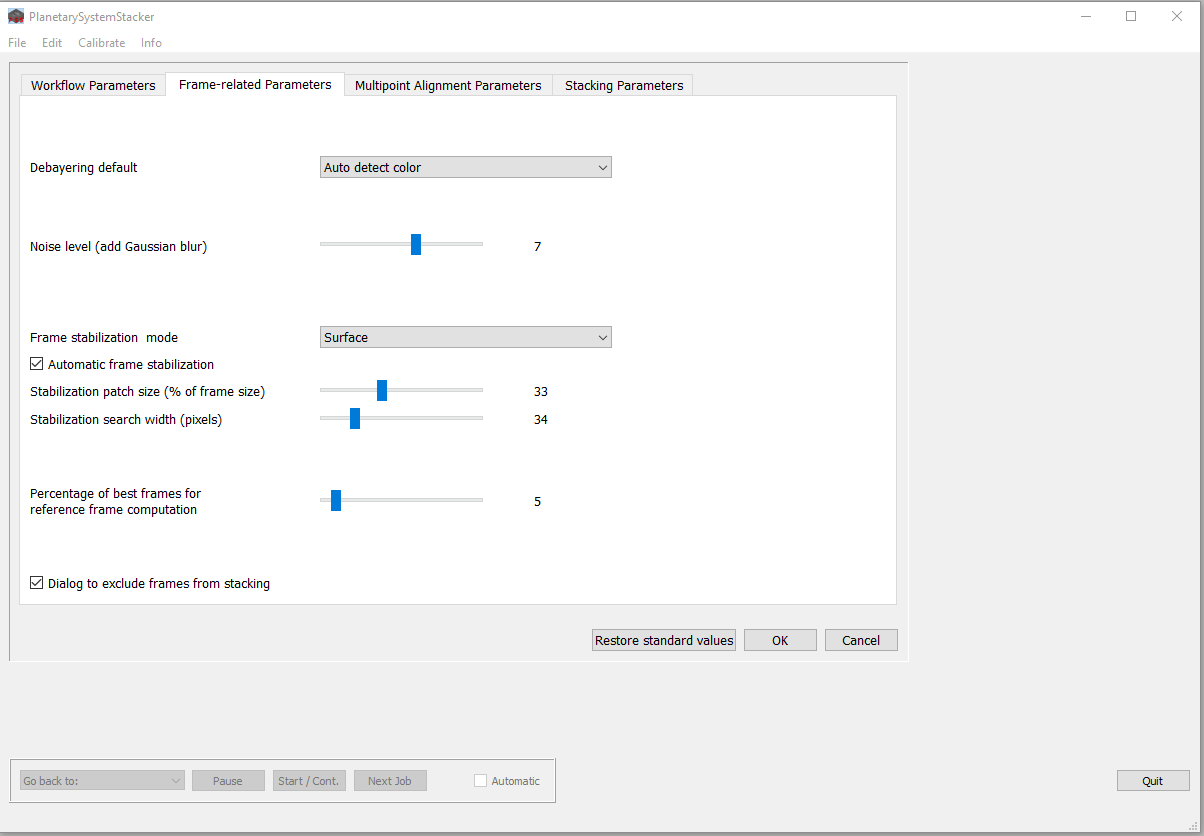 PlanetarySystemStacker
File Edit Calibrate Info
Workflow Parameters Frame-related Parameters Multipoint Alignment Parameters Stacking Parameters
Debayering default Auto detect color
Noise level (add Gaussian blur) 7
Frame stabilization mode Surface
Automatic frame stabilization
Stabilization patch size (% of frame size) 33
Stabilization search width (pixels) 34
Percentage of best frames for
reference frame computation 5
Dialog to exclude frames from stacking
Restore standard values OK Cancel
Go back to: Pause Start / Cont. Next Job Automatic Quit